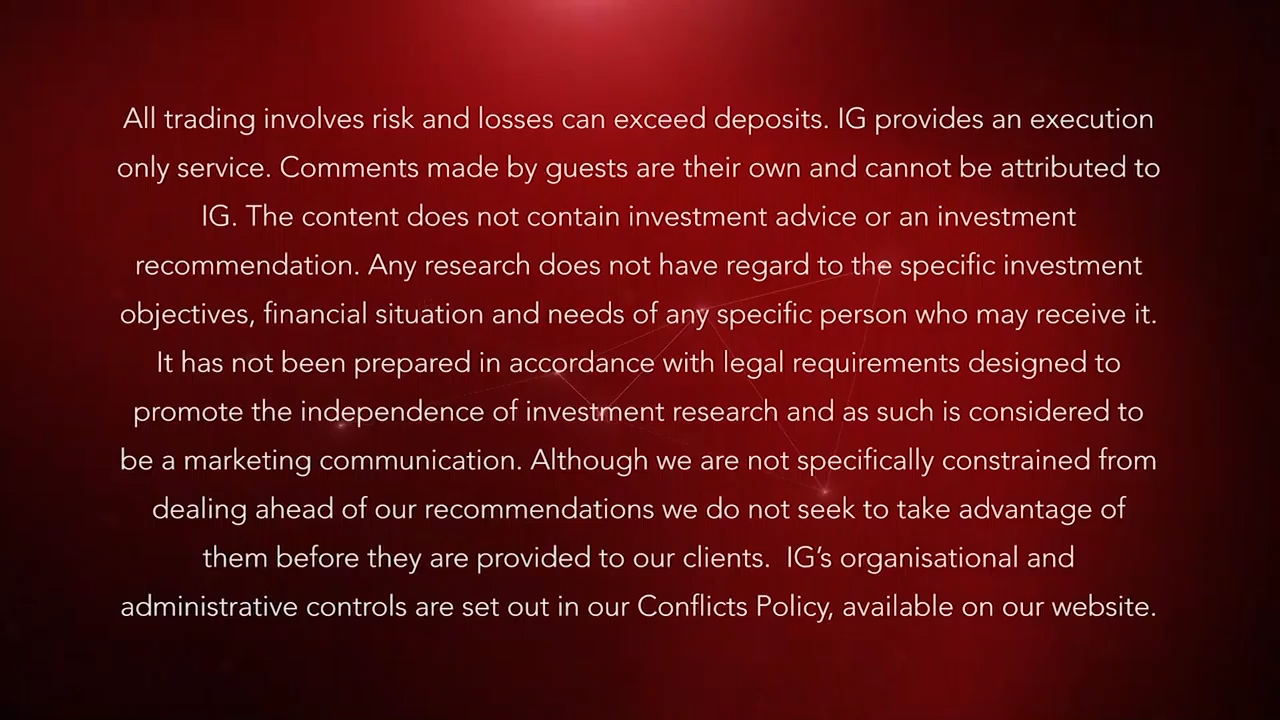 All trading involves risk and losses can exceed deposits. IG provides an execution
only service. Comments made by guests are their own and cannot be attributed to
IG. The content does not contain investment advice or an investment
recommendation. Any research does not have regard to the specific investment
objectives, financial situation and needs of any specific person who may receive it.
It has not been prepared in accordance with legal requirements designed to
promote the independence of investment research and as such is considered to
be a marketing communication. Although we are not specifically constrained from
dealing ahead of our recommendations we do not seek to take advantage of
them before they are provided to our clients.  IG’s organisational and
administrative controls are set out in our Conflicts Policy, available on our website.